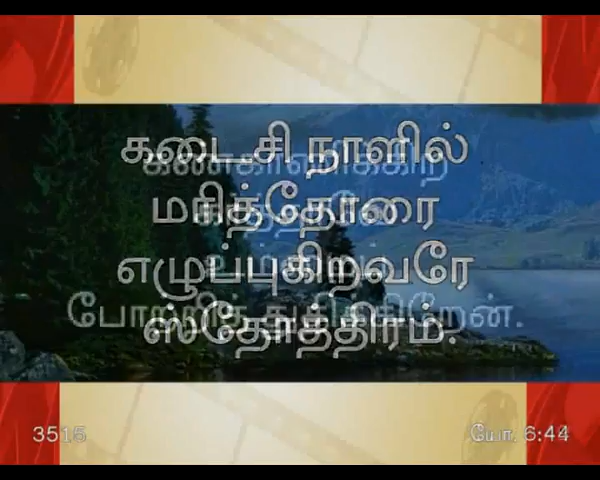 கடைசி நாளில்
மரித்தோரை
எழுப்புகிறவரே
ஸ்தோத்திரம்.
போற்றித் துதிக்கிறேன்.
3515
யோ. 6:44